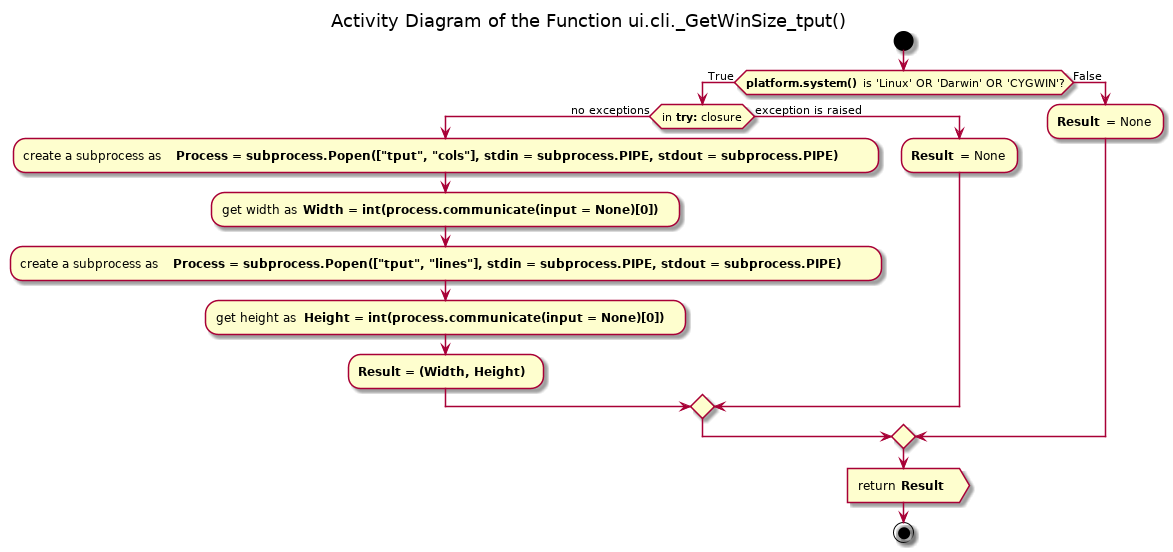 Activity Diagram of the Function ui.cli._GetWinSize_tput()
platform.system() is 'Linux' OR 'Darwin' OR 'CYGWIN'?
True
False
in try: closure
no exceptions
exception is raised
Result = None
create a subprocess as Process = subprocess.Popen(["tput", "cols"], stdin = subprocess.PIPE, stdout = subprocess.PIPE)
Result = None
get width as Width = int(process.communicate(input = None)[0])
create a subprocess as Process = subprocess.Popen(["tput", "lines"], stdin = subprocess.PIPE, stdout = subprocess.PIPE)
get height as Height = int(process.communicate(input = None)[0])
Result = (Width, Height)
return Result